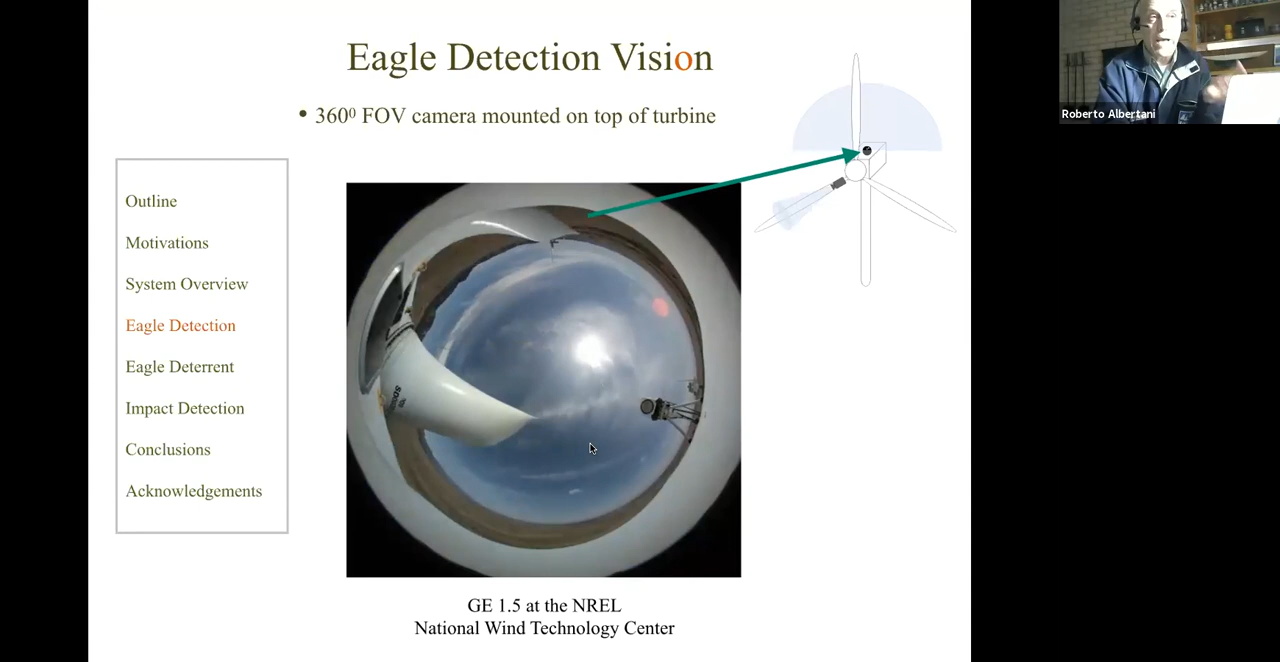 Eagle Detection Vision
• 360⁰ FOV camera mounted on top of turbine
Roberto Albertani
Outline
Motivations
System Overview
Eagle Detection
Eagle Deterrent
Impact Detection
Conclusions
Acknowledgements
GE 1.5 at the NREL
National Wind Technology Center